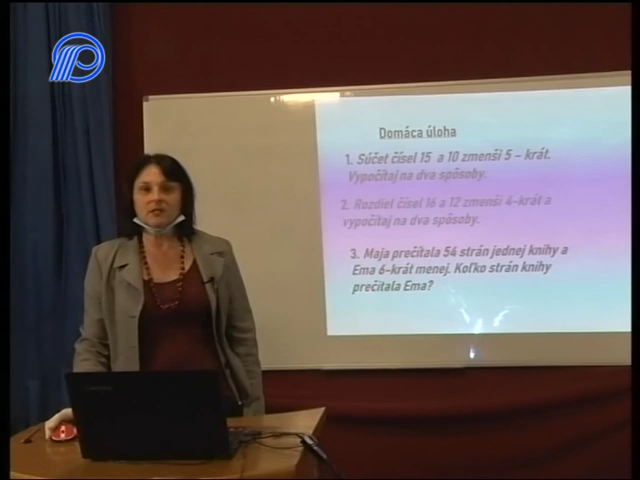 Domáca úloha
1. Súčet čísel 15 a 10 zmenši 5 – krát.
Vypočítaj na dva spôsoby.
2. Rozdiel čísel 16 a 12 zmenši 4-krát a
vypočítaj na dva spôsoby.
3. Maja prečítala 54 strán jednej knihy a
Ema 6-krát menej. Koľko strán knihy
prečítala Ema?